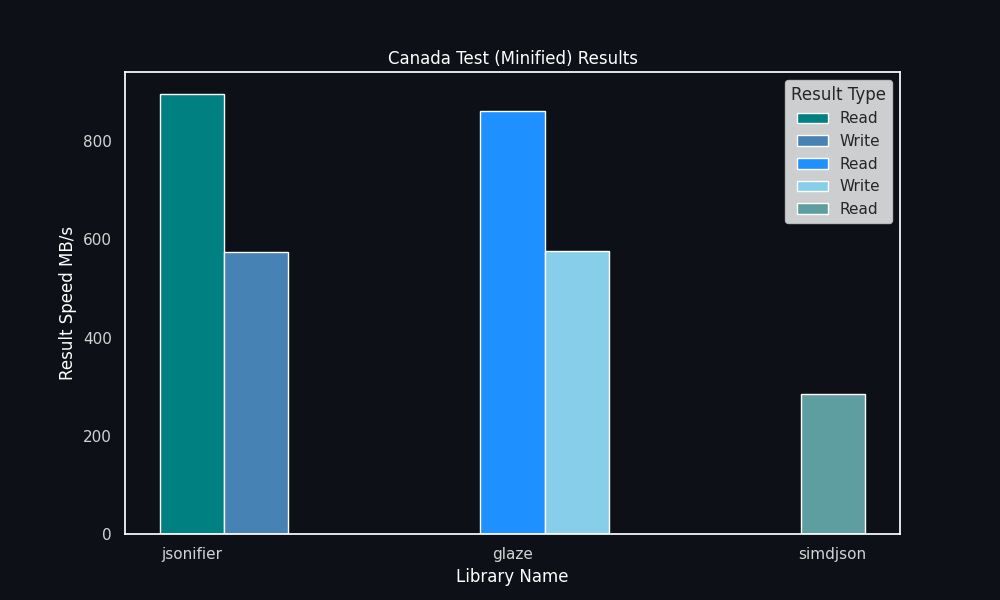 Canada Test (Minified) Results
Result Type
Read
Write
Read
Write
Read
Result Speed MB/s
800
600
400
200
0
jsonifier
glaze
simdjson
Library Name